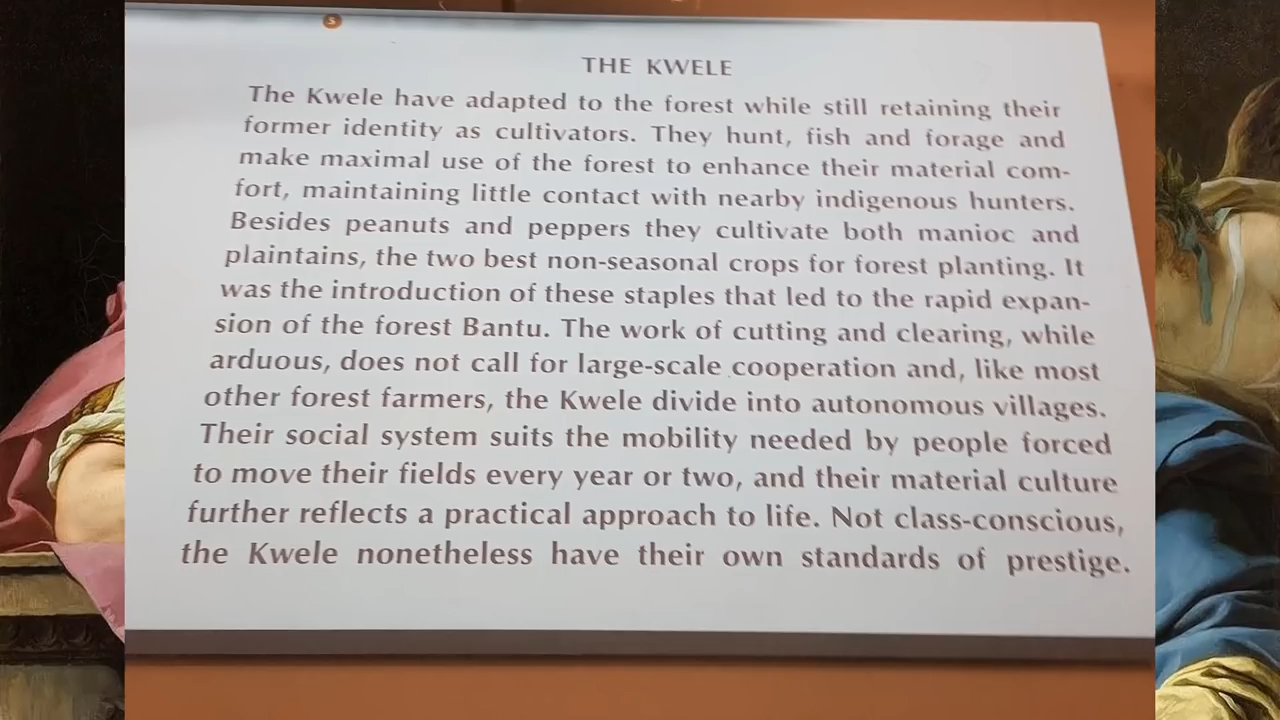 S
THE KWELE
The Kwele have adapted to the forest while still retaining their
former identity as cultivators. They hunt, fish and forage and
make maximal use of the forest to enhance their material com-
fort, maintaining little contact with nearby indigenous hunters.
Besides peanuts and peppers they cultivate both manioc and
plaintains, the two best non-seasonal crops for forest planting. It
was the introduction of these staples that led to the rapid expan-
sion of the forest Bantu. The work of cutting and clearing, while
arduous, does not call for large-scale cooperation and, like most
other forest farmers, the Kwele divide into autonomous villages.
Their social system suits the mobility needed by people forced
to move their fields every year or two, and their material culture
further reflects a practical approach to life. Not class-conscious,
the Kwele nonetheless have their own standards of prestige.